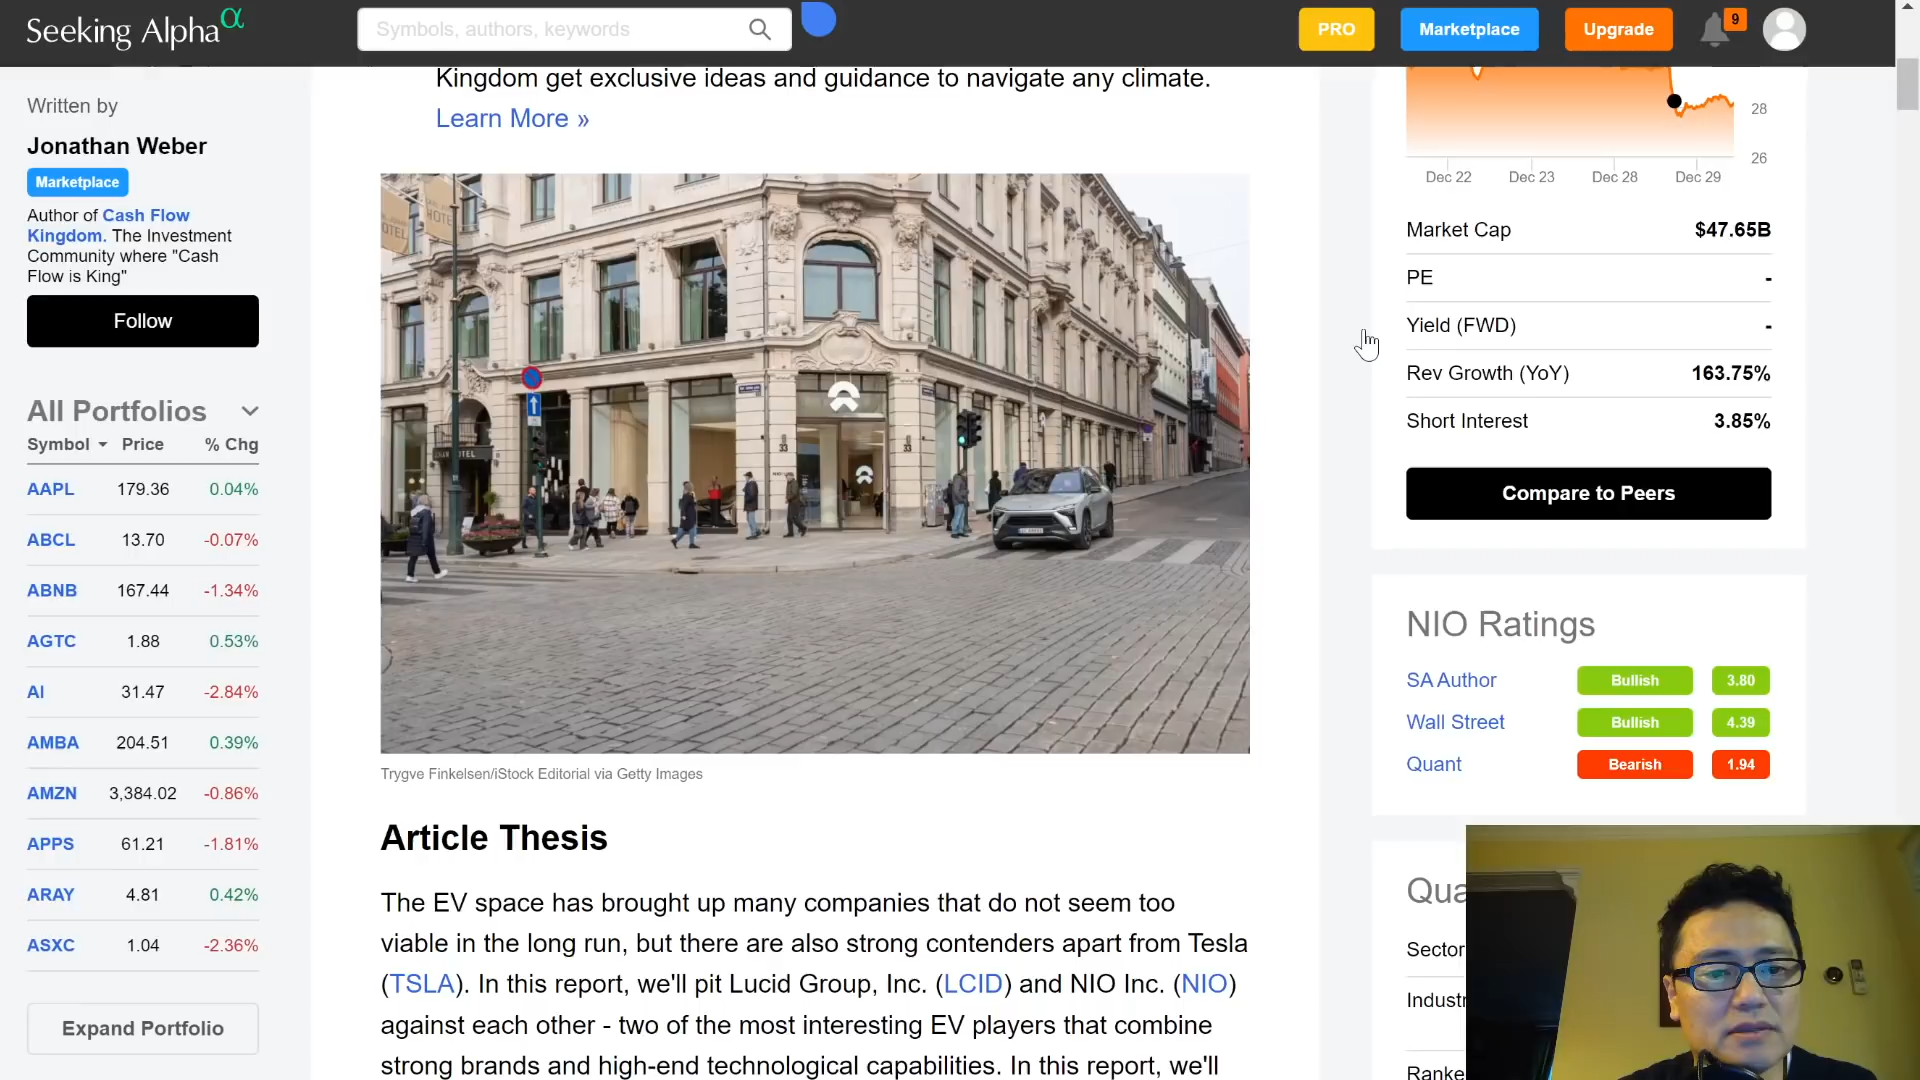 Seeking Alpha α
Symbols, authors, keywords
PRO
Marketplace
Upgrade
9
Written by
Jonathan Weber
Marketplace
Author of Cash Flow
Kingdom. The Investment
Community where "Cash
Flow is King"
Follow
All Portfolios
Symbol Price % Chg
AAPL 179.36 0.04%
ABCL 13.70 -0.07%
ABNB 167.44 -1.34%
AGTC 1.88 0.53%
AI 31.47 -2.84%
AMBA 204.51 0.39%
AMZN 3,384.02 -0.86%
APPS 61.21 -1.81%
ARAY 4.81 0.42%
ASXC 1.04 -2.36%
Expand Portfolio
Kingdom get exclusive ideas and guidance to navigate any climate.
Learn More »
HOTEL
33
33
Trygve Finkelsen/iStock Editorial via Getty Images
Article Thesis
The EV space has brought up many companies that do not seem too
viable in the long run, but there are also strong contenders apart from Tesla
(TSLA). In this report, we'll pit Lucid Group, Inc. (LCID) and NIO Inc. (NIO)
against each other - two of the most interesting EV players that combine
strong brands and high-end technological capabilities. In this report, we'll
28
26
Dec 22 Dec 23 Dec 28 Dec 29
Market Cap $47.65B
PE -
Yield (FWD) -
Rev Growth (YoY) 163.75%
Short Interest 3.85%
Compare to Peers
NIO Ratings
SA Author Bullish 3.80
Wall Street Bullish 4.39
Quant Bearish 1.94
Qua
Sector
Industr
Ranke